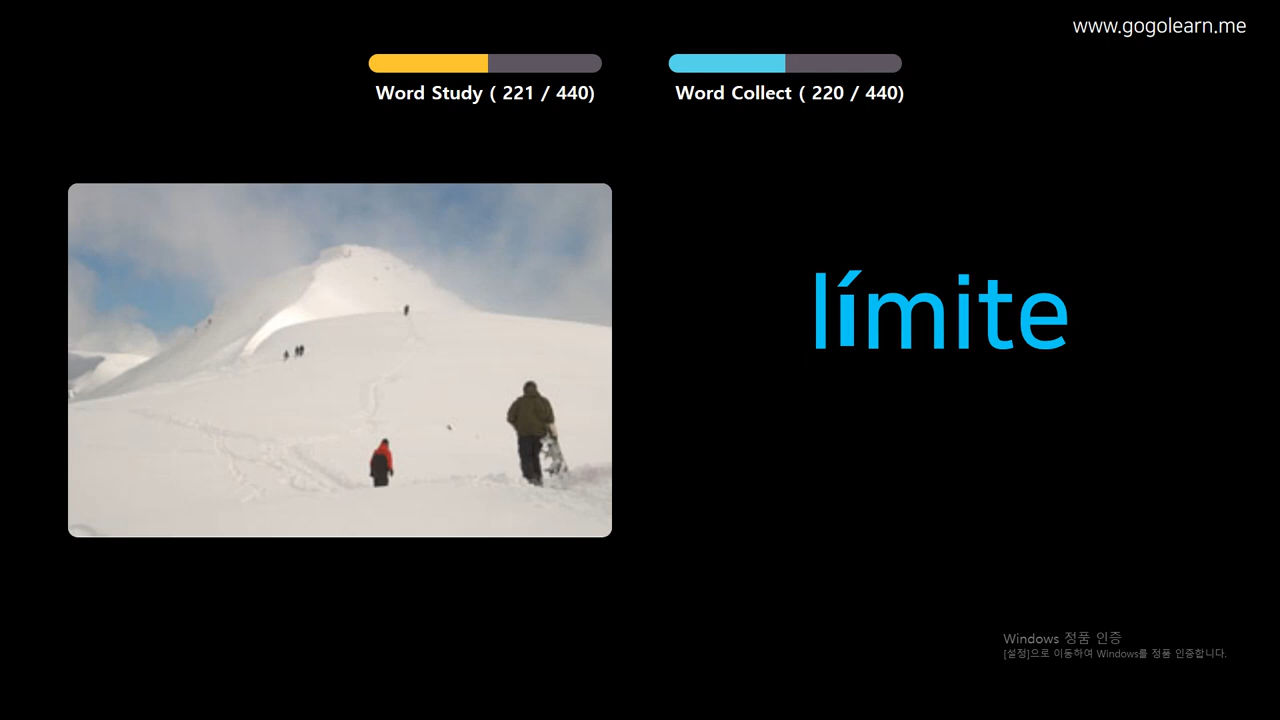 www.gogolearn.me
Word Study ( 221 / 440)
Word Collect ( 220 / 440)
límite
Windows 정품 인증
[설정]으로 이동하여 Windows를 정품 인증합니다.